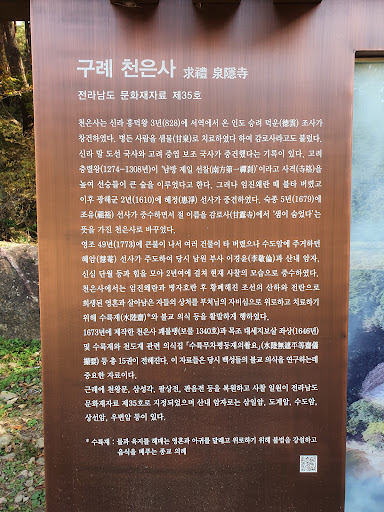 구례 천은사 求禮 泉隱寺
전라남도 문화재자료 제35호
천은사는 신라 흥덕왕 3년(828)에 서역에서 온 인도 승려 덕운(德雲) 조사가
창건하였다. 병든 사람을 샘물(甘泉)로 치료하였다 하여 감로사라고도 불렀다.
신라 말 도선 국사와 고려 중엽 보조 국사가 중건했다는 기록이 있다. 고려
충렬왕(1274~1308년)이 '남방 제일 선찰(南方第一禪刹)'이라고 사격(寺格)을
높여 선승들이 큰 숲을 이루었다고 한다. 그러나 임진왜란 때 불타 버렸고
이후 광해군 2년(1610)에 혜정(惠淨) 선사가 중건하였다. 숙종 5년(1679)에
조유(祖裕) 선사가 중수하면서 절 이름을 감로사(甘露寺)에서 '샘이 숨었다'는
뜻을 가진 천은사로 바꾸었다.
영조 49년(1773)에 큰불이 나서 여러 건물이 타 버렸으나 수도암에 주거하던
혜암(惠菴) 선사가 주도하여 당시 남원 부사 이경윤(李敬倫)과 산내 암자,
신심 단월 등과 힘을 모아 2년여에 걸쳐 현재 사찰의 모습으로 중수하였다.
천은사에서는 임진왜란과 병자호란 후 황폐해진 조선의 산하와 전란으로
희생된 영혼과 살아남은 자들의 상처를 부처님의 자비심으로 위로하고 치료하기
위해 수륙재(水陸齋)*와 불교 의식 등을 활발하게 행하였다.
1673년에 제작한 천은사 괘불탱(보물 1340호)과 목조 대세지보살 좌상(1646년)
및 수륙재와 천도재 관련 의식집 『수륙무차평등재의촬요』(水陸無遮平等齋儀
撮要) 등 총 15권이 전해진다. 이 자료들은 당시 백성들의 불교 의식을 연구하는데
중요한 자료이다.
근래에 천왕문, 삼성각, 팔상전, 관음전 등을 복원하고 사찰 일원이 전라남도
문화재자료 제35호로 지정되었으며 산내 암자로는 삼일암, 도계암, 수도암,
상선암, 우번암 등이 있다.
* 수륙재 : 물과 육지를 헤매는 영혼과 아귀를 달래고 위로하기 위해 불법을 강설하고
음식을 베푸는 종교 의례